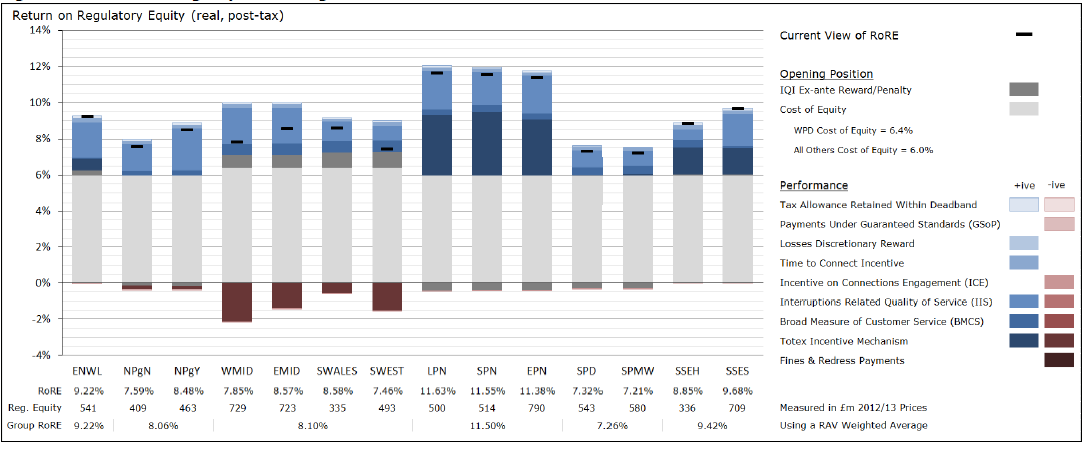 Return on Regulatory Equity (real, post-tax)
14%
12%
10%
8%
6%
4%
2%
0%
-2%
-4%
ENWL NPgN NPgY WMID EMID SWALES SWEST LPN SPN EPN SPD SPMW SSEH SSES
RoRE 9.22% 7.59% 8.48% 7.85% 8.57% 8.58% 7.46% 11.63% 11.55% 11.38% 7.32% 7.21% 8.85% 9.68%
Reg. Equity 541 409 463 729 723 335 493 500 514 790 543 580 336 709
Group RoRE 9.22% 8.06% 8.10% 11.50% 7.26% 9.42%
Current View of RoRE
Opening Position
IQI Ex-ante Reward/Penalty
Cost of Equity
WPD Cost of Equity = 6.4%
All Others Cost of Equity = 6.0%
Performance +ive -ive
Tax Allowance Retained Within Deadband
Payments Under Guaranteed Standards (GSoP)
Losses Discretionary Reward
Time to Connect Incentive
Incentive on Connections Engagement (ICE)
Interruptions Related Quality of Service (IIS)
Broad Measure of Customer Service (BMCS)
Totex Incentive Mechanism
Fines & Redress Payments
Measured in £m 2012/13 Prices
Using a RAV Weighted Average